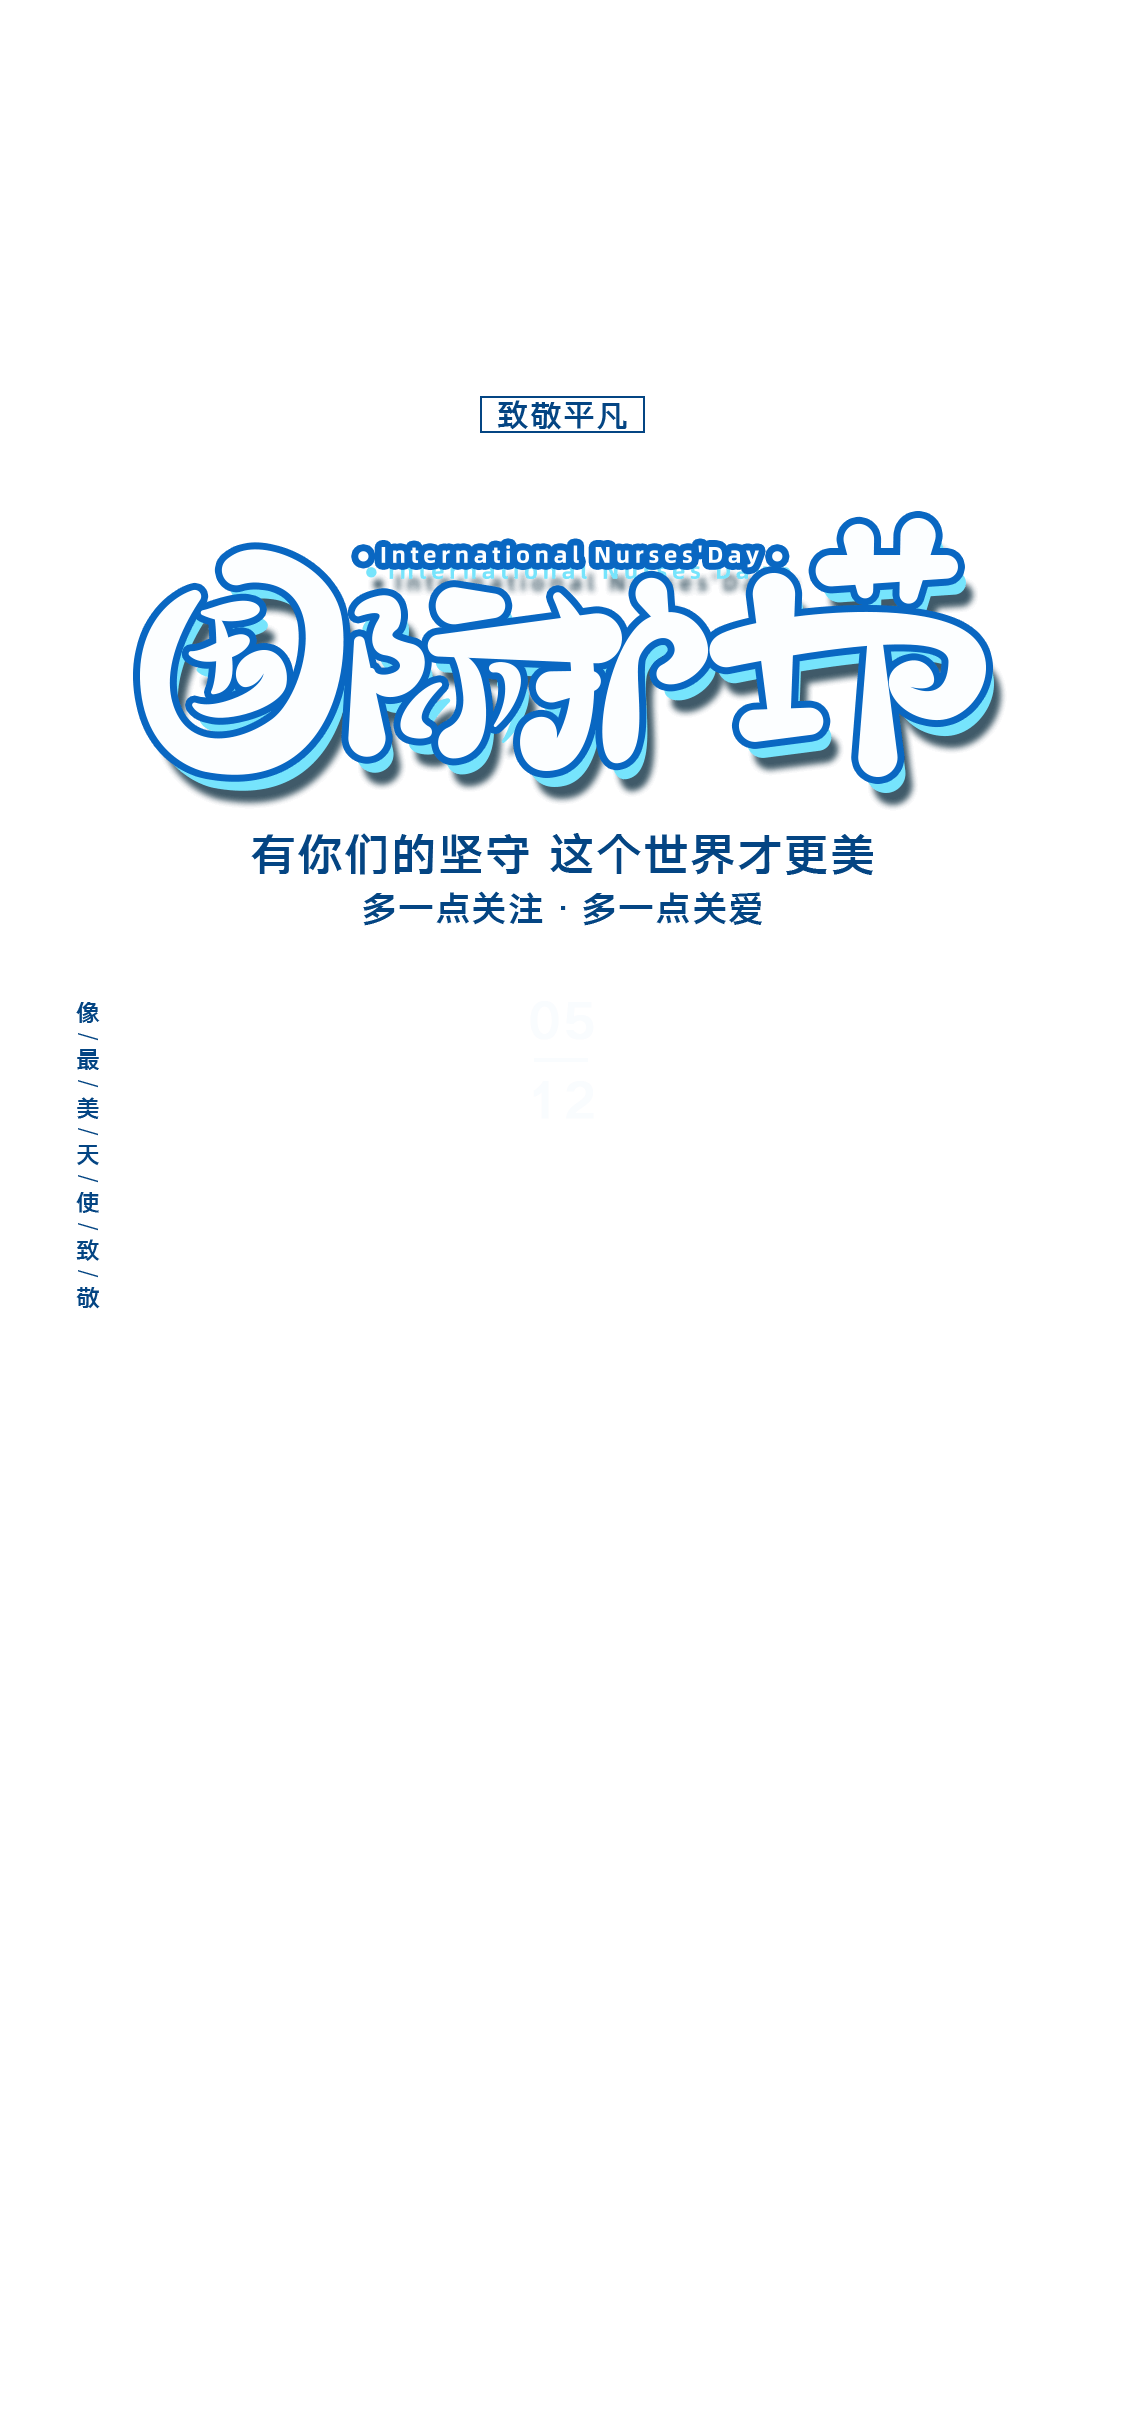 致敬平凡
International Nurses'Day
国际护士节
有你们的坚守 这个世界才更美
多一点关注 · 多一点关爱
05
12
像/最/美/天/使/致/敬